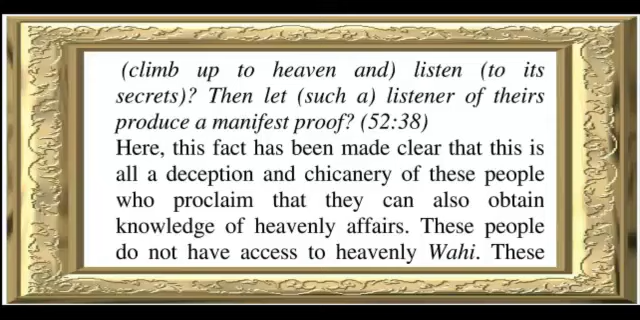 (climb up to heaven and) listen (to its
secrets)? Then let (such a) listener of theirs
produce a manifest proof? (52:38)
Here, this fact has been made clear that this is
all a deception and chicanery of these people
who proclaim that they can also obtain
knowledge of heavenly affairs. These people
do not have access to heavenly Wahi. These